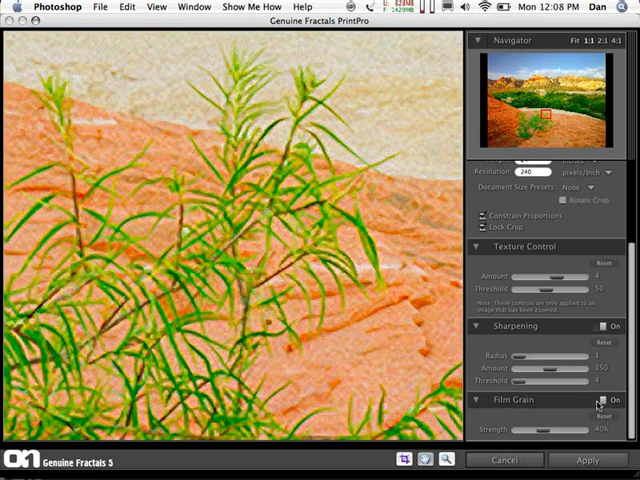 Photoshop File Edit View Window Show Me How Help U: 628MB F: 1420MB Mon 12:08 PM Dan
Genuine Fractals PrintPro
Navigator Fit 1:1 2:1 4:1
Resolution: 240 pixels/inch
Document Size Presets None
Rotate Crop
Constrain Proportions
Lock Crop
Texture Control
Reset
Amount 4
Threshold 50
Note: These controls are only applied to an
image that has been zoomed.
Sharpening On
Reset
Radius 1
Amount 150
Threshold 4
Film Grain On
Reset
Strength 40%
on Genuine Fractals 5 Cancel Apply